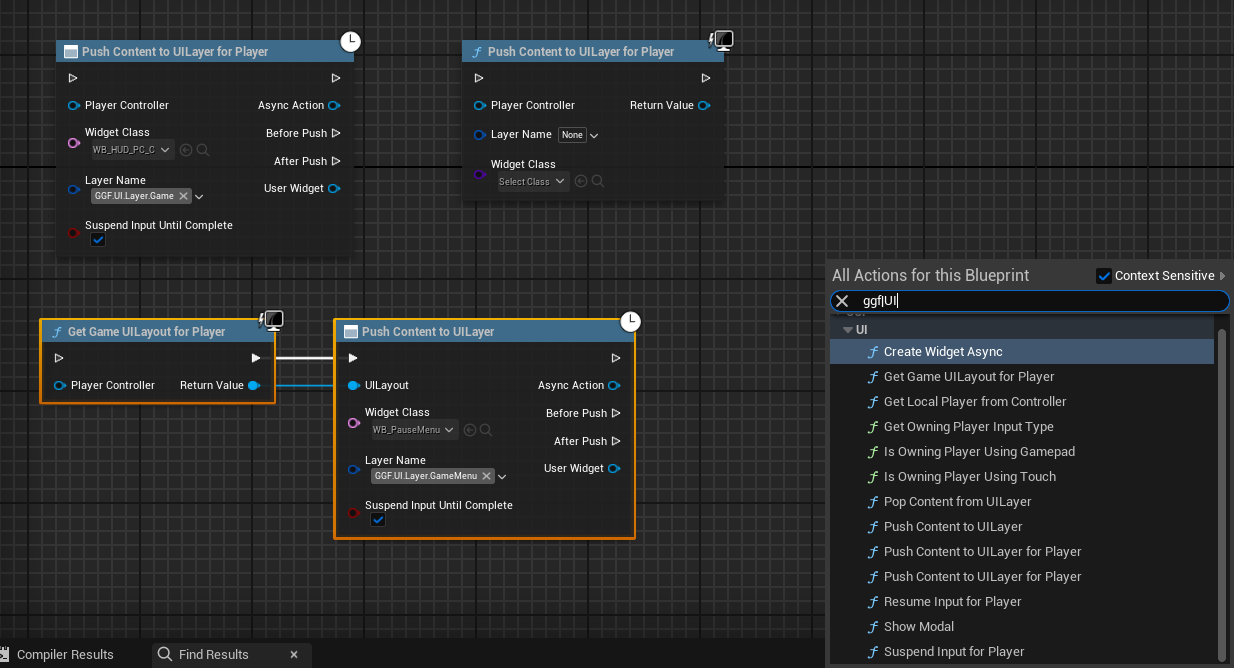 Push Content to UILayer for Player
Player Controller
Async Action
Widget Class
WB_HUD_PC_C
Before Push
After Push
Layer Name
GGF.UI.Layer.Game
User Widget
Suspend Input Until Complete
Push Content to UILayer for Player
Player Controller
Return Value
Layer Name None
Widget Class
Select Class
Get Game UILayout for Player
Player Controller
Return Value
Push Content to UILayer
UILayout
Async Action
Widget Class
WB_PauseMenu
Before Push
After Push
Layer Name
GGF.UI.Layer.GameMenu
User Widget
Suspend Input Until Complete
All Actions for this Blueprint
Context Sensitive
ggf|UI
UI
Create Widget Async
Get Game UILayout for Player
Get Local Player from Controller
Get Owning Player Input Type
Is Owning Player Using Gamepad
Is Owning Player Using Touch
Pop Content from UILayer
Push Content to UILayer
Push Content to UILayer for Player
Push Content to UILayer for Player
Resume Input for Player
Show Modal
Suspend Input for Player
Compiler Results
Find Results